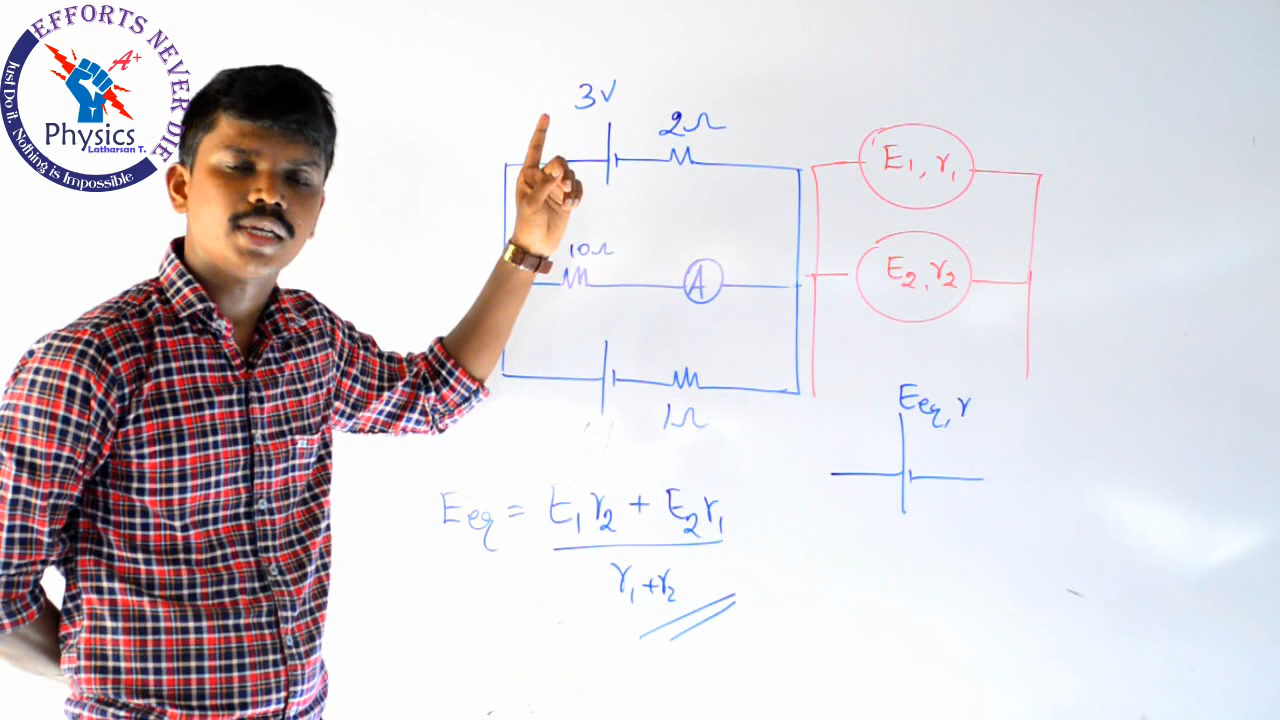 EFFORTS NEVER DIE
Just Do it. Nothing is Impossible
A+
Physics
Latharsan T.
3V
2Ω
10Ω
A
1Ω
E₁, r₁
E₂, r₂
Eeq, r
Eeq = E₁r₂ + E₂r₁
r₁+r₂